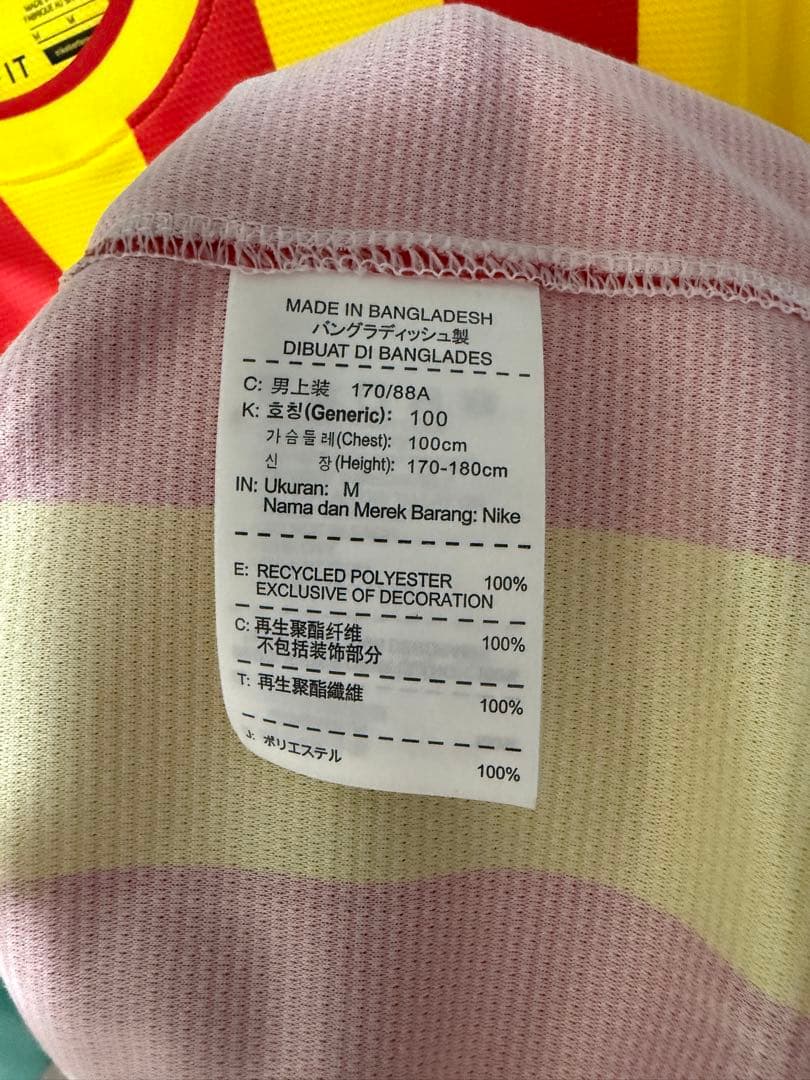 IT
MADE IN BANGLADESH
バングラディッシュ製
DIBUAT DI BANGLADES
C: 男上装 170/88A
K: 호칭(Generic): 100
가슴둘레(Chest): 100cm
신 장(Height): 170-180cm
IN: Ukuran: M
Nama dan Merek Barang: Nike
E: RECYCLED POLYESTER 100%
EXCLUSIVE OF DECORATION
C: 再生聚酯纤维 100%
不包括装饰部分
T: 再生聚酯纖維 100%
J: ポリエステル 100%